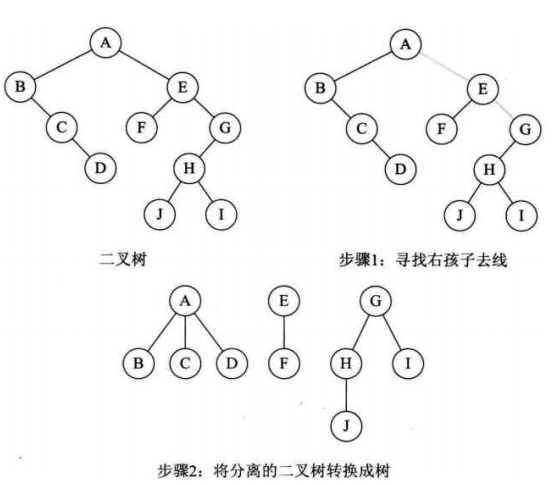 A A
B E B E
C F G C F G
D H D H
J I J I
二叉树 步骤1：寻找右孩子去线
A E G
B C D F H I
J
步骤2：将分离的二叉树转换成树